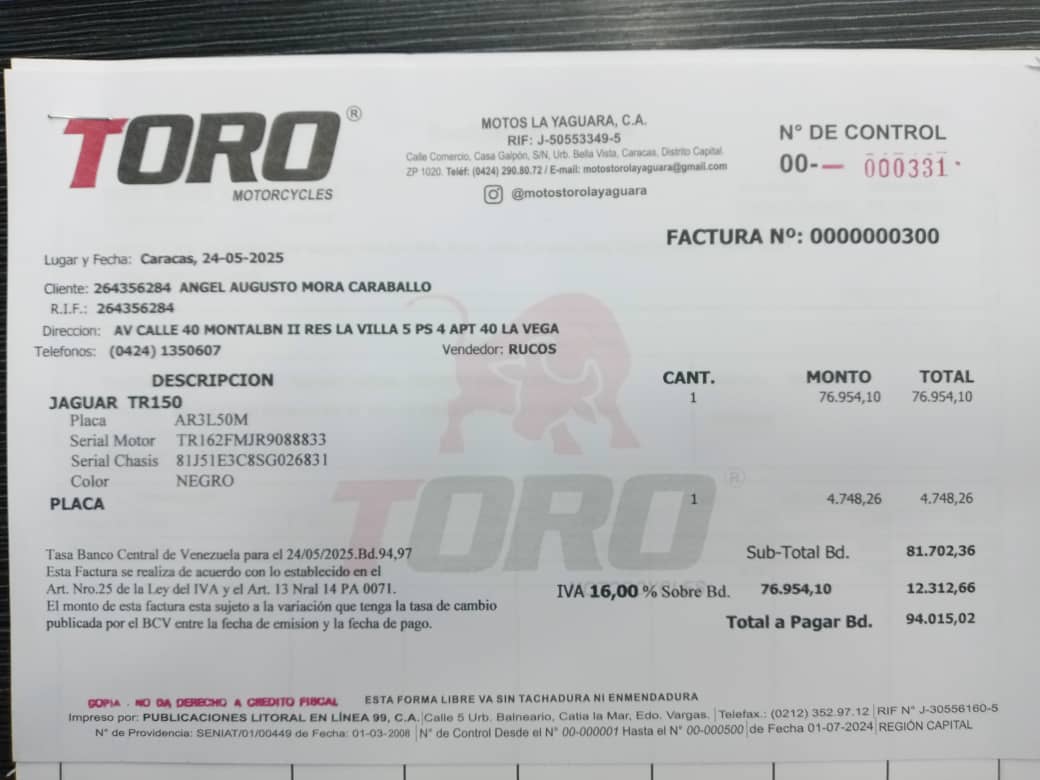 TORO ®
MOTORCYCLES
MOTOS LA YAGUARA, C.A.
RIF: J-50553349-5
Calle Comercio, Casa Galpón, S/N, Urb. Bella Vista, Caracas, Distrito Capital.
ZP 1020. Teléf: (0424) 290.80.72 / E-mail: motostorolayaguara@gmail.com
@motostorolayaguara
N° DE CONTROL
00-- 000331
FACTURA Nº: 0000000300
Lugar y Fecha: Caracas, 24-05-2025
Cliente: 264356284 ANGEL AUGUSTO MORA CARABALLO
R.I.F.: 264356284
Direccion: AV CALLE 40 MONTALBN II RES LA VILLA 5 PS 4 APT 40 LA VEGA
Telefonos: (0424) 1350607 Vendedor: RUCOS
DESCRIPCION CANT. MONTO TOTAL
JAGUAR TR150 1 76.954,10 76.954,10
Placa AR3L50M
Serial Motor TR162FMJR9088833
Serial Chasis 81J51E3C8SG026831
Color NEGRO
PLACA 1 4.748,26 4.748,26
TORO ®
MOTORCYCLES
Tasa Banco Central de Venezuela para el 24/05/2025.Bd.94,97 Sub-Total Bd. 81.702,36
Esta Factura se realiza de acuerdo con lo establecido en el
Art. Nro.25 de la Ley del IVA y el Art. 13 Nral 14 PA 0071. IVA 16,00 % Sobre Bd. 76.954,10 12.312,66
El monto de esta factura esta sujeto a la variación que tenga la tasa de cambio
publicada por el BCV entre la fecha de emision y la fecha de pago. Total a Pagar Bd. 94.015,02
COPIA - NO DA DERECHO A CREDITO FISCAL ESTA FORMA LIBRE VA SIN TACHADURA NI ENMENDADURA
Impreso por: PUBLICACIONES LITORAL EN LÍNEA 99, C.A. Calle 5 Urb. Balneario, Catia la Mar, Edo. Vargas. Telefax.: (0212) 352.97.12 RIF N° J-30556160-5
N° de Providencia: SENIAT/01/00449 de Fecha: 01-03-2008 N° de Control Desde el N° 00-000001 Hasta el N° 00-000500 de Fecha 01-07-2024 REGIÓN CAPITAL